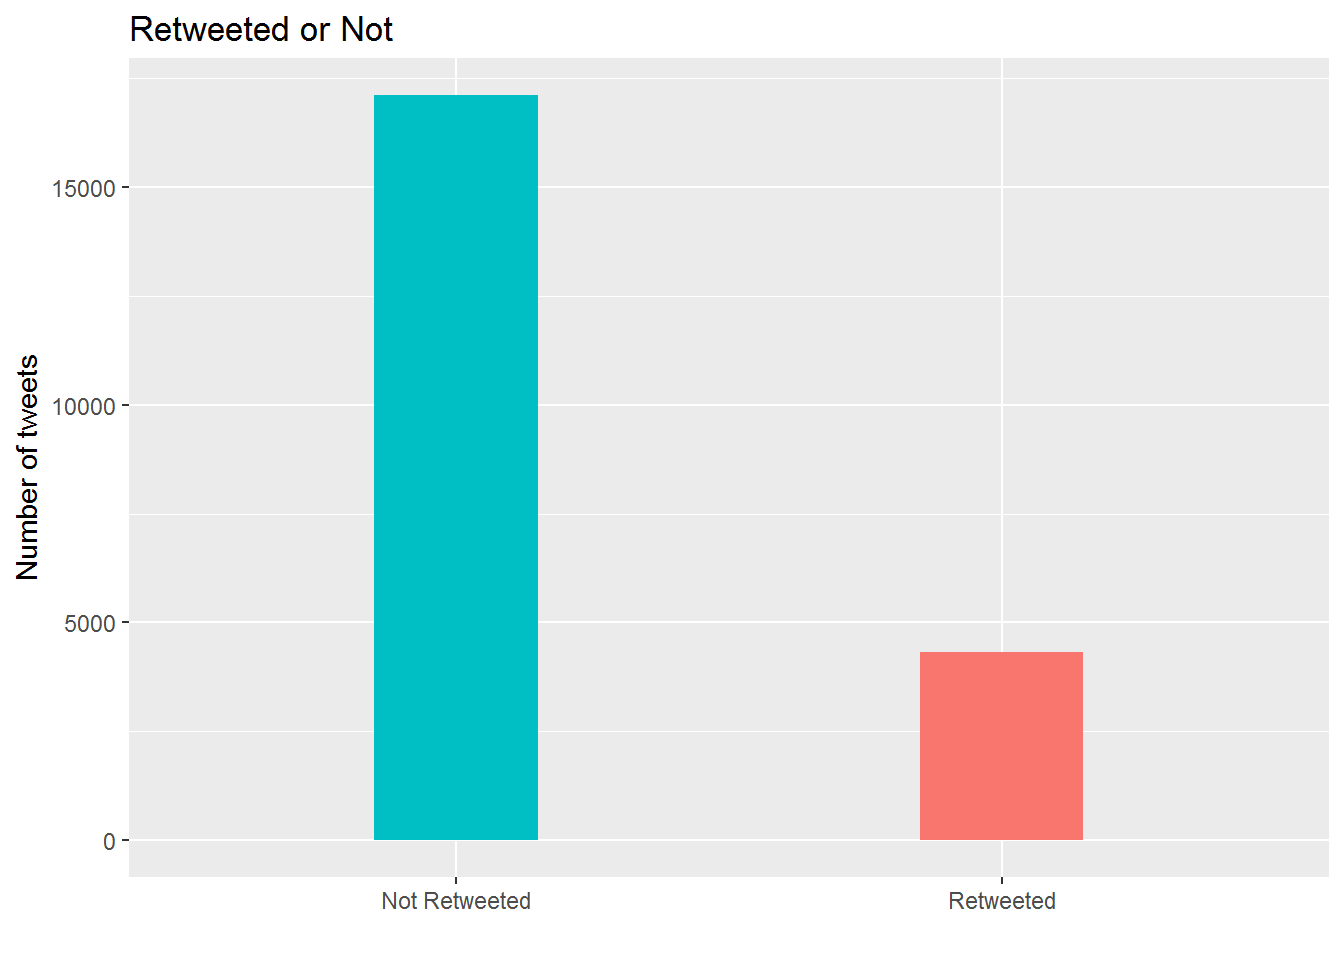 Retweeted or Not
Number of tweets
15000
10000
5000
0
Not Retweeted
Retweeted